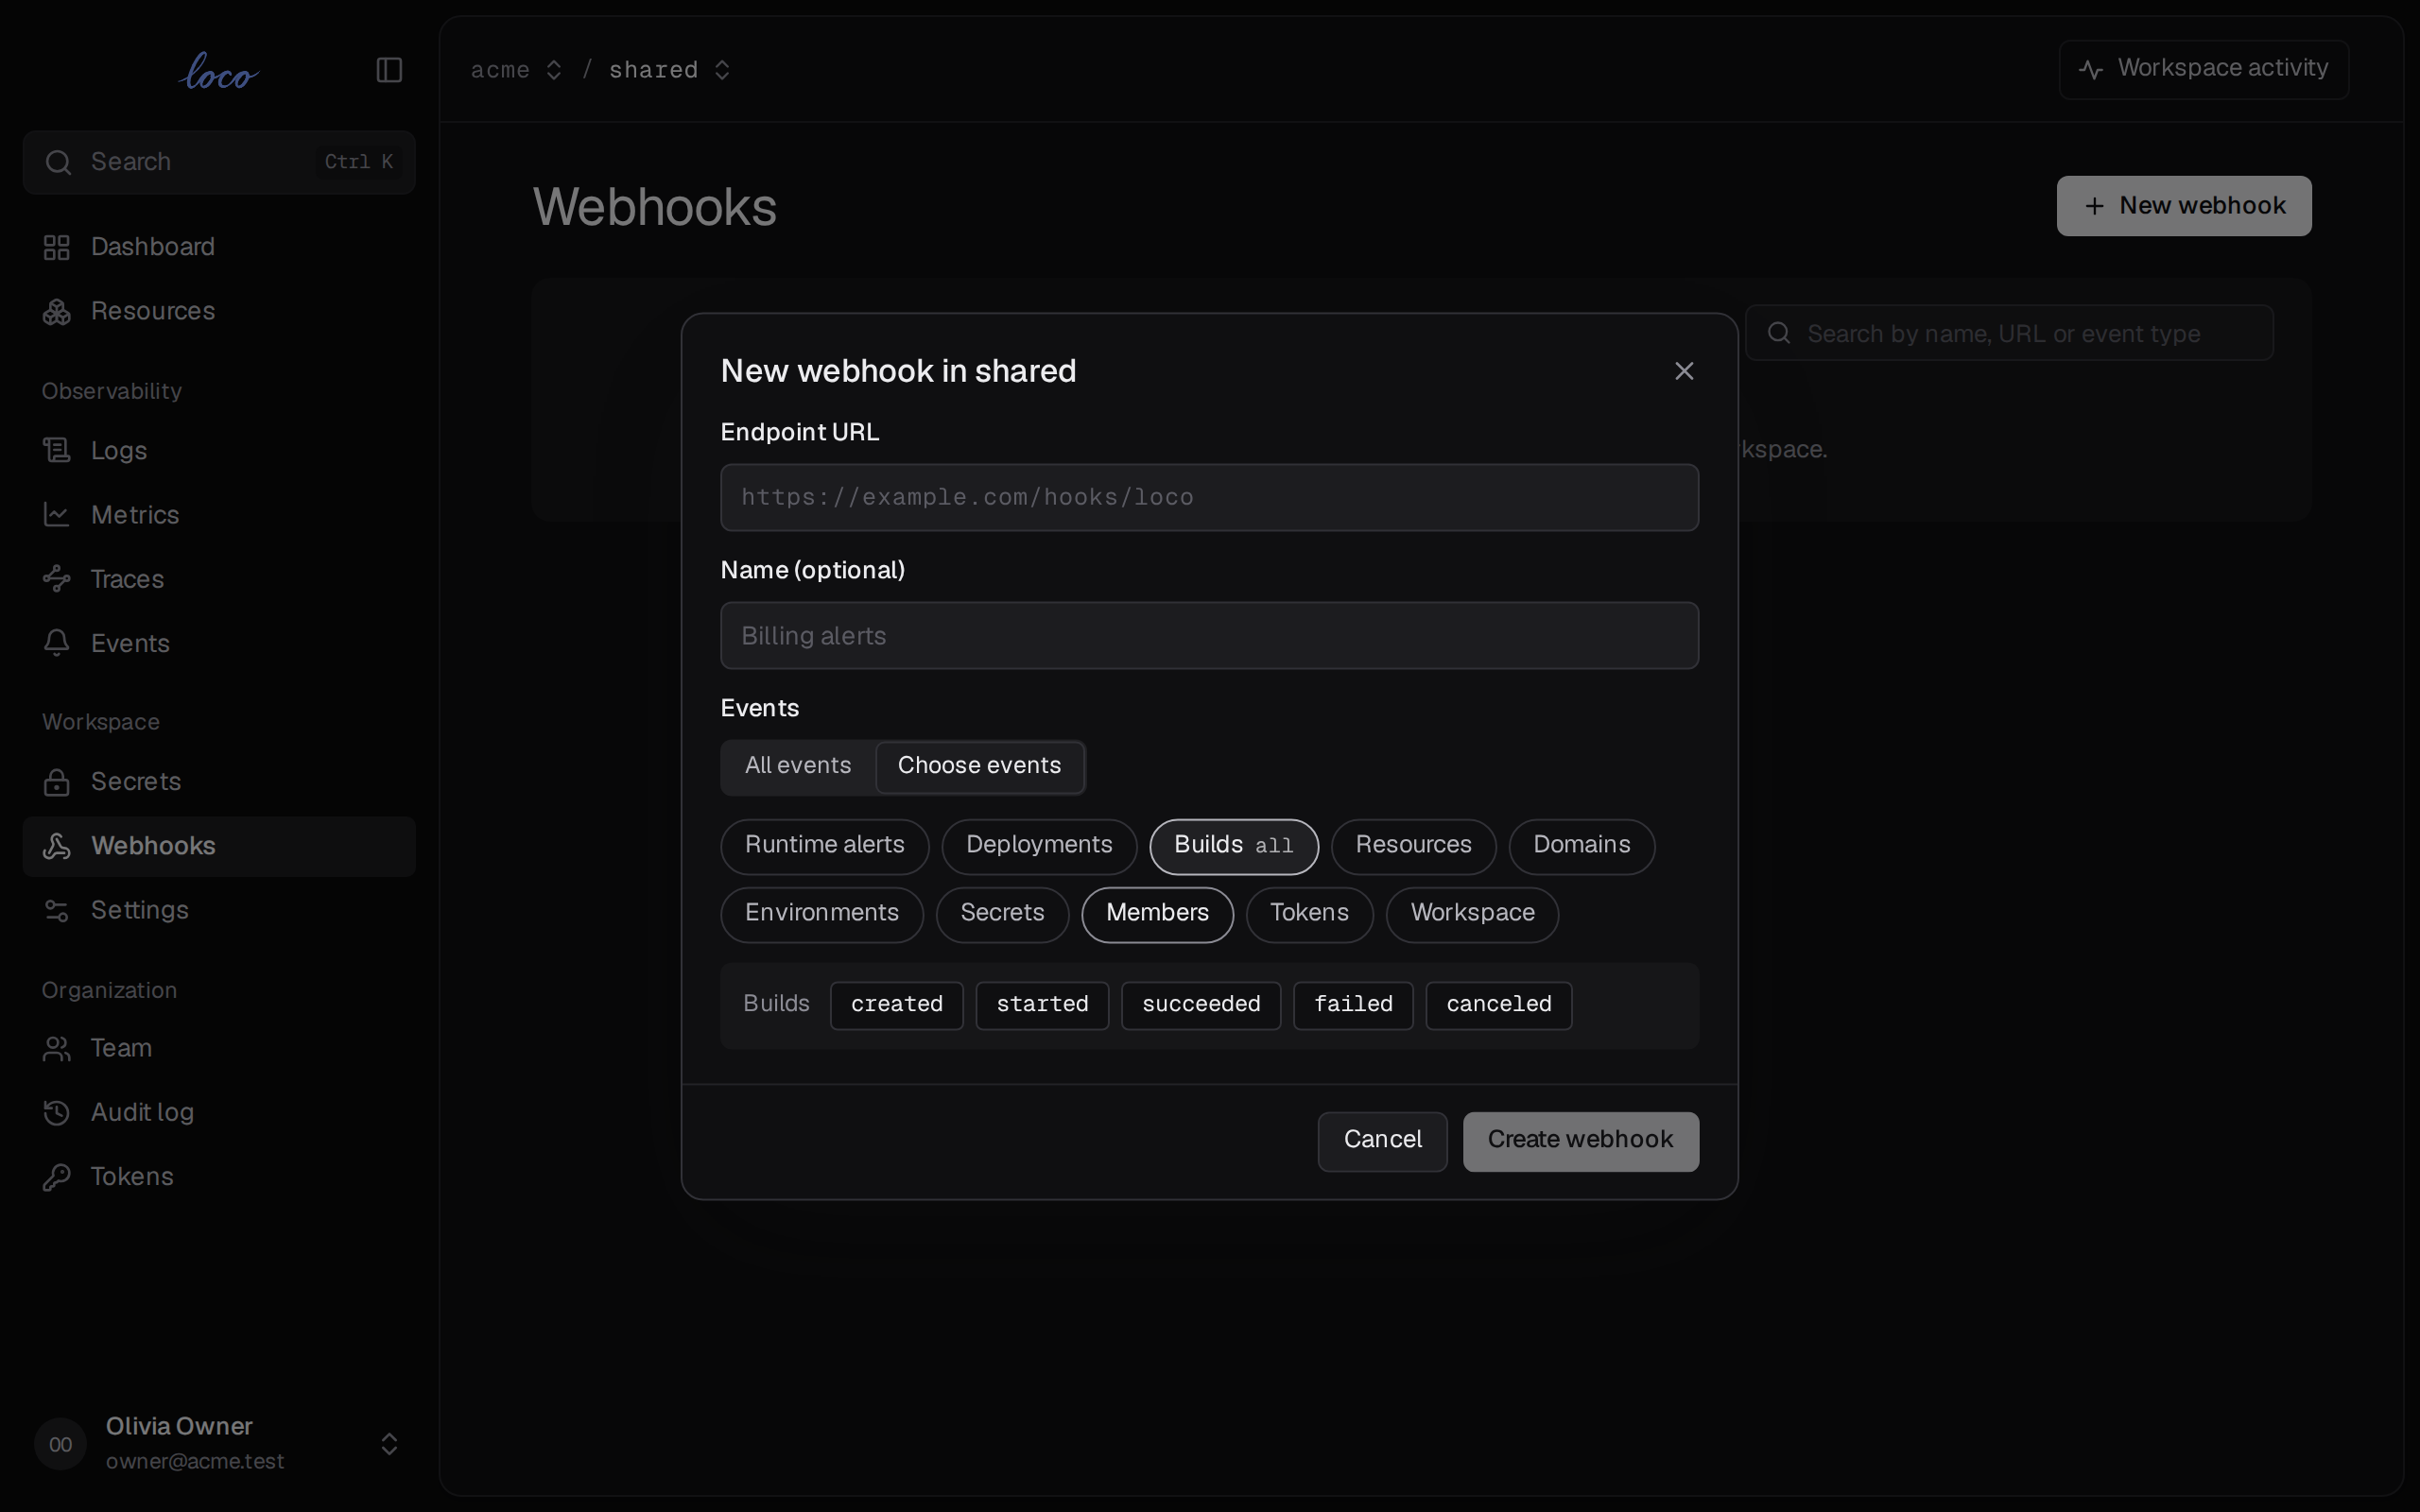 loco
acme / shared
Workspace activity
Search Ctrl K
Dashboard
Resources
Observability
Logs
Metrics
Traces
Events
Workspace
Secrets
Webhooks
Settings
Organization
Team
Audit log
Tokens
OO
Olivia Owner
owner@acme.test
Webhooks
New webhook
Search by name, URL or event type
New webhook in shared
Endpoint URL
https://example.com/hooks/loco
Name (optional)
Billing alerts
Events
All events Choose events
Runtime alerts Deployments Builds all Resources Domains
Environments Secrets Members Tokens Workspace
Builds created started succeeded failed canceled
Cancel Create webhook